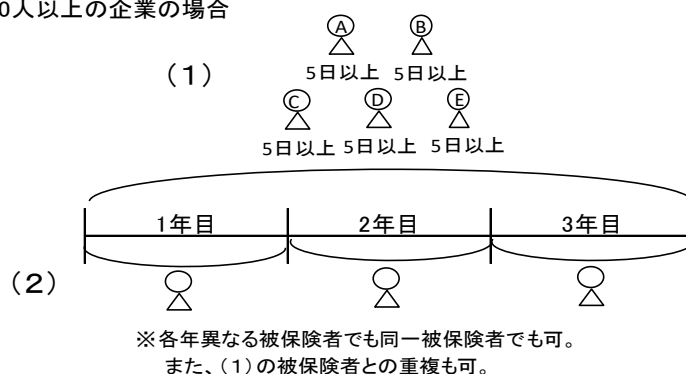 0人以上の企業の場合
A B
(1)
5日以上 5日以上
C D E
5日以上 5日以上 5日以上
1年目 2年目 3年目
(2)
※各年異なる被保険者でも同一被保険者でも可。
また、(1)の被保険者との重複も可。